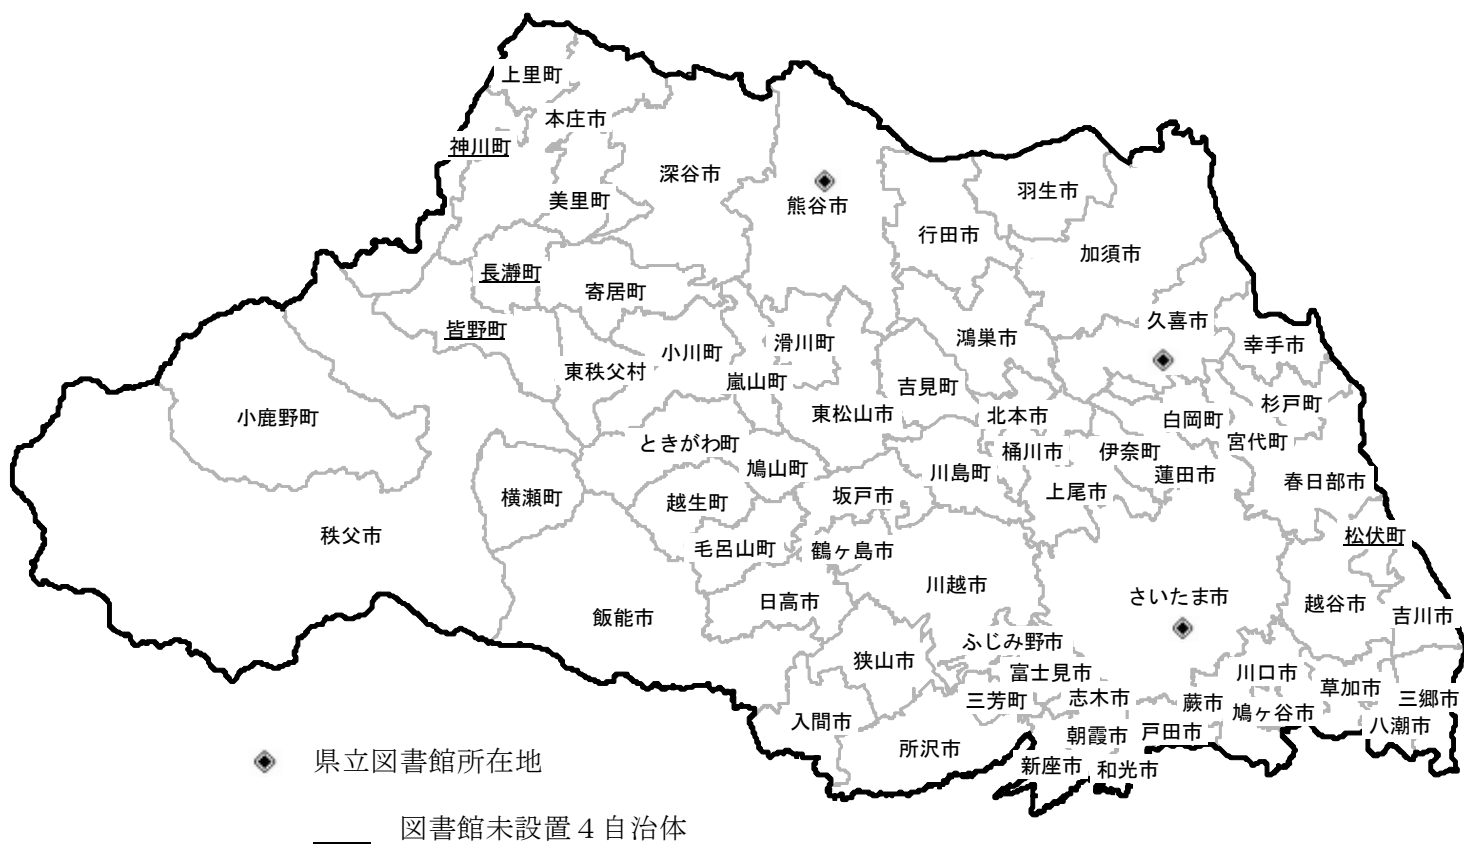 上里町
本庄市
神川町
深谷市
美里町
熊谷市
羽生市
行田市
加須市
長瀞町
寄居町
皆野町
久喜市
鴻巣市
滑川町
幸手市
小川町
東秩父村
嵐山町
吉見町
杉戸町
小鹿野町
東松山市
北本市
白岡町
ときがわ町
宮代町
桶川市
伊奈町
鳩山町
川島町
蓮田市
春日部市
横瀬町
越生町
坂戸市
上尾市
秩父市
松伏町
毛呂山町
鶴ヶ島市
川越市
さいたま市
日高市
越谷市
飯能市
吉川市
ふじみ野市
狭山市
富士見市
川口市
草加市
三芳町
志木市
蕨市
三郷市
入間市
鳩ヶ谷市
八潮市
所沢市
朝霞市
戸田市
新座市
和光市
県立図書館所在地
図書館未設置4自治体